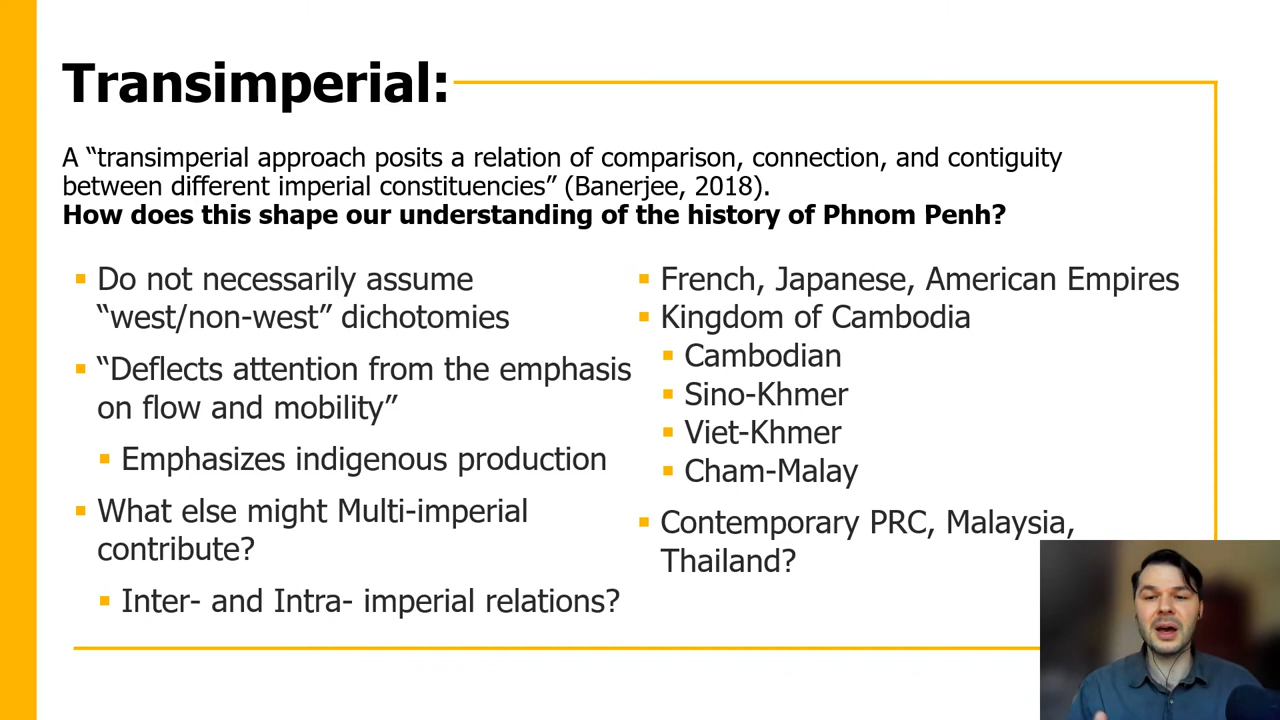 Transimperial:
A “transimperial approach posits a relation of comparison, connection, and contiguity
between different imperial constituencies” (Banerjee, 2018).
How does this shape our understanding of the history of Phnom Penh?
Do not necessarily assume
“west/non-west” dichotomies
“Deflects attention from the emphasis
on flow and mobility”
Emphasizes indigenous production
What else might Multi-imperial
contribute?
Inter- and Intra- imperial relations?
French, Japanese, American Empires
Kingdom of Cambodia
Cambodian
Sino-Khmer
Viet-Khmer
Cham-Malay
Contemporary PRC, Malaysia,
Thailand?